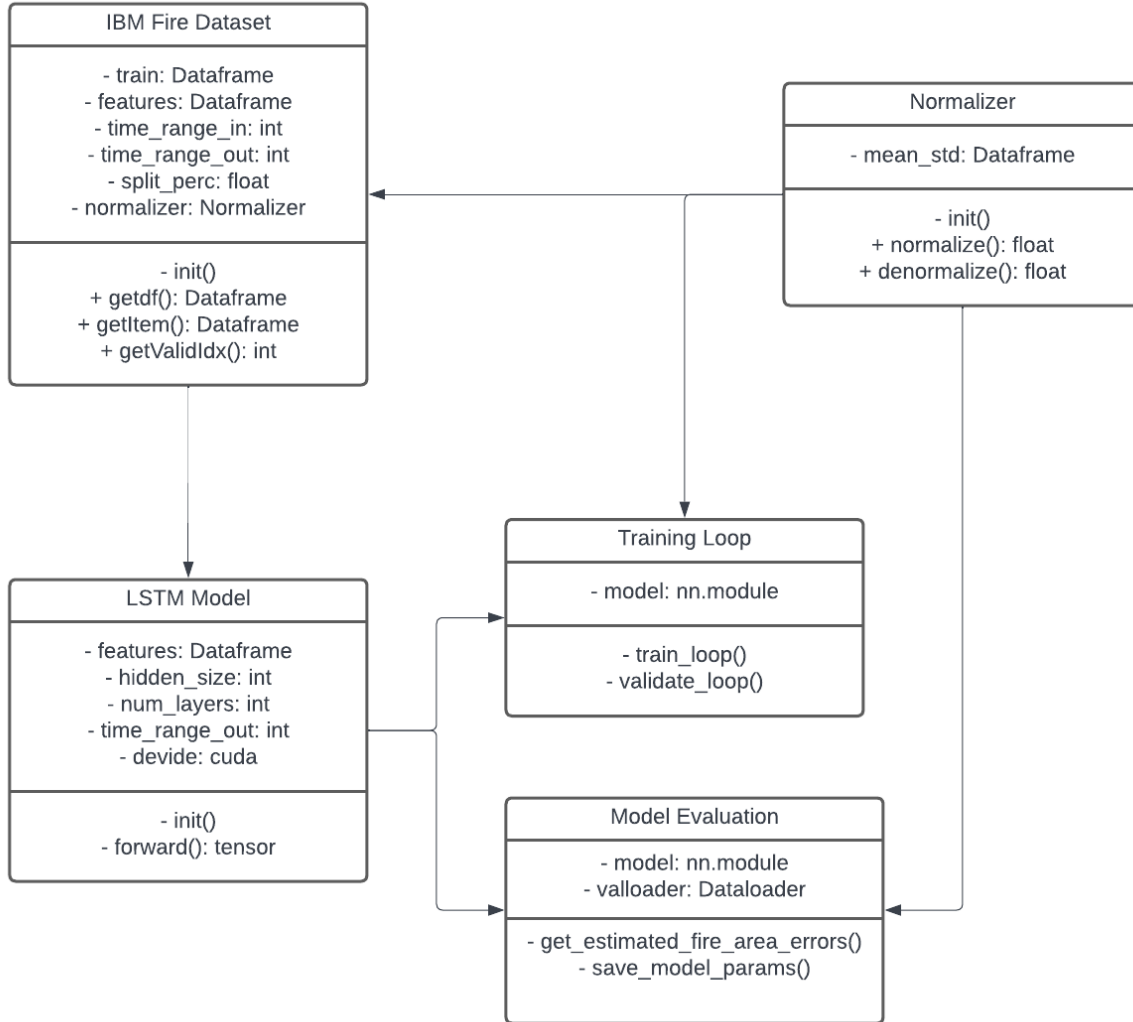 IBM Fire Dataset
- train: Dataframe
- features: Dataframe
- time_range_in: int
- time_range_out: int
- split_perc: float
- normalizer: Normalizer
- init()
+ getdf(): Dataframe
+ getItem(): Dataframe
+ getValidIdx(): int
Normalizer
- mean_std: Dataframe
- init()
+ normalize(): float
+ denormalize(): float
Training Loop
- model: nn.module
- train_loop()
- validate_loop()
LSTM Model
- features: Dataframe
- hidden_size: int
- num_layers: int
- time_range_out: int
- devide: cuda
- init()
- forward(): tensor
Model Evaluation
- model: nn.module
- valloader: Dataloader
- get_estimated_fire_area_errors()
- save_model_params()